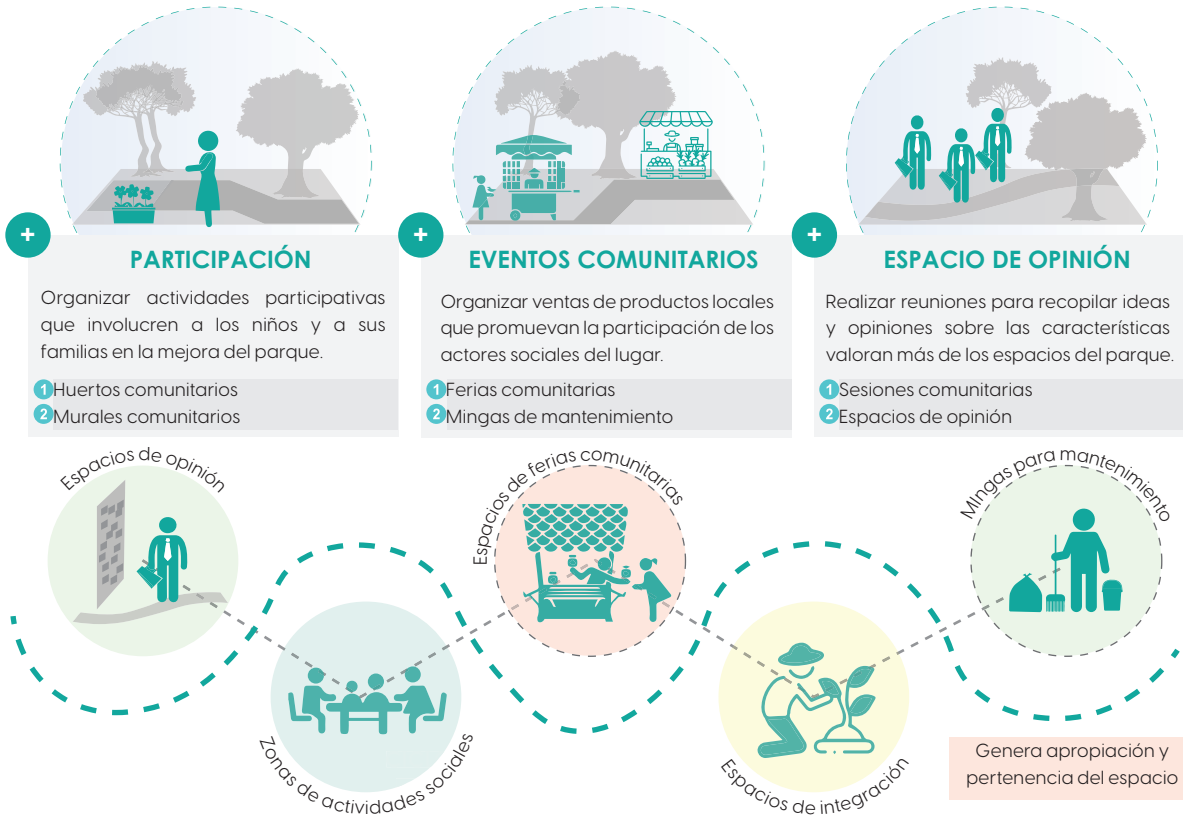 +
PARTICIPACIÓN
Organizar actividades participativas
que involucren a los niños y a sus
familias en la mejora del parque.
1 Huertos comunitarios
2 Murales comunitarios
+
EVENTOS COMUNITARIOS
Organizar ventas de productos locales
que promuevan la participación de los
actores sociales del lugar.
1 Ferias comunitarias
2 Mingas de mantenimiento
+
ESPACIO DE OPINIÓN
Realizar reuniones para recopilar ideas
y opiniones sobre las características
valoran más de los espacios del parque.
1 Sesiones comunitarias
2 Espacios de opinión
Espacios de opinión
Zonas de actividades sociales
Espacios de ferias comunitarias
Espacios de integración
Mingas para mantenimiento
Genera apropiación y
pertenencia del espacio